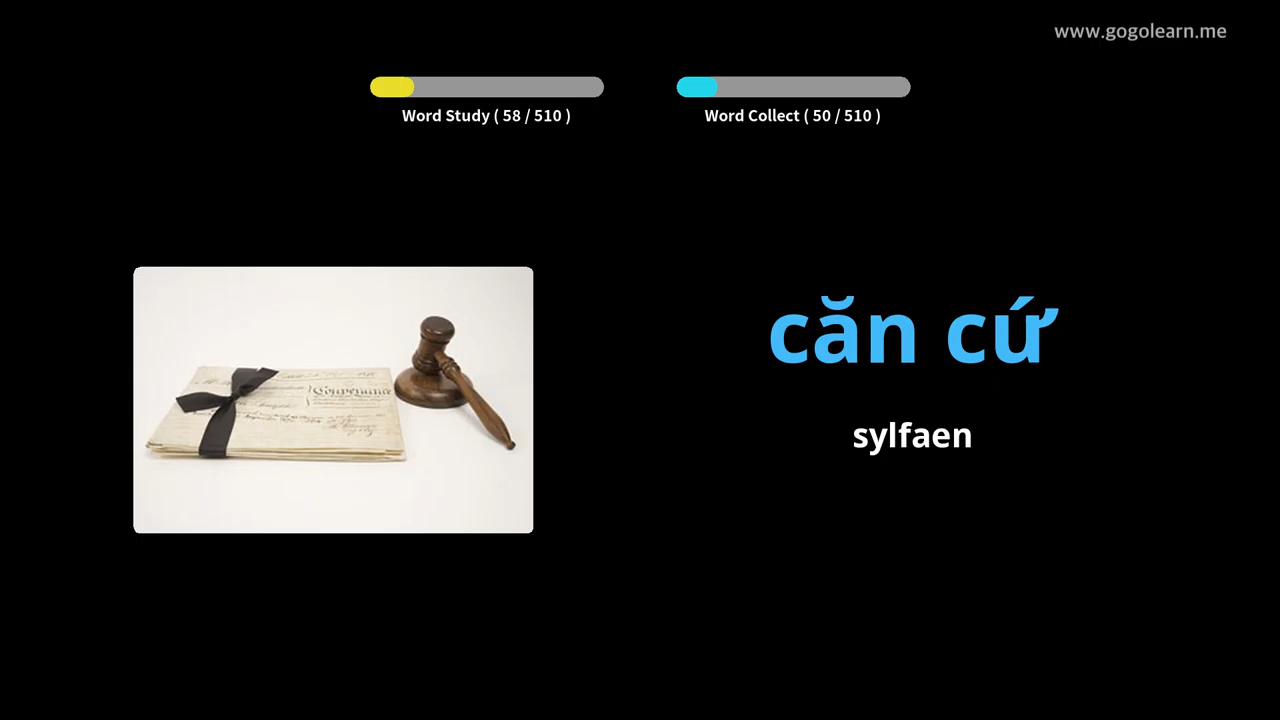 www.gogolearn.me
Word Study ( 58 / 510 )
Word Collect ( 50 / 510 )
căn cứ
sylfaen